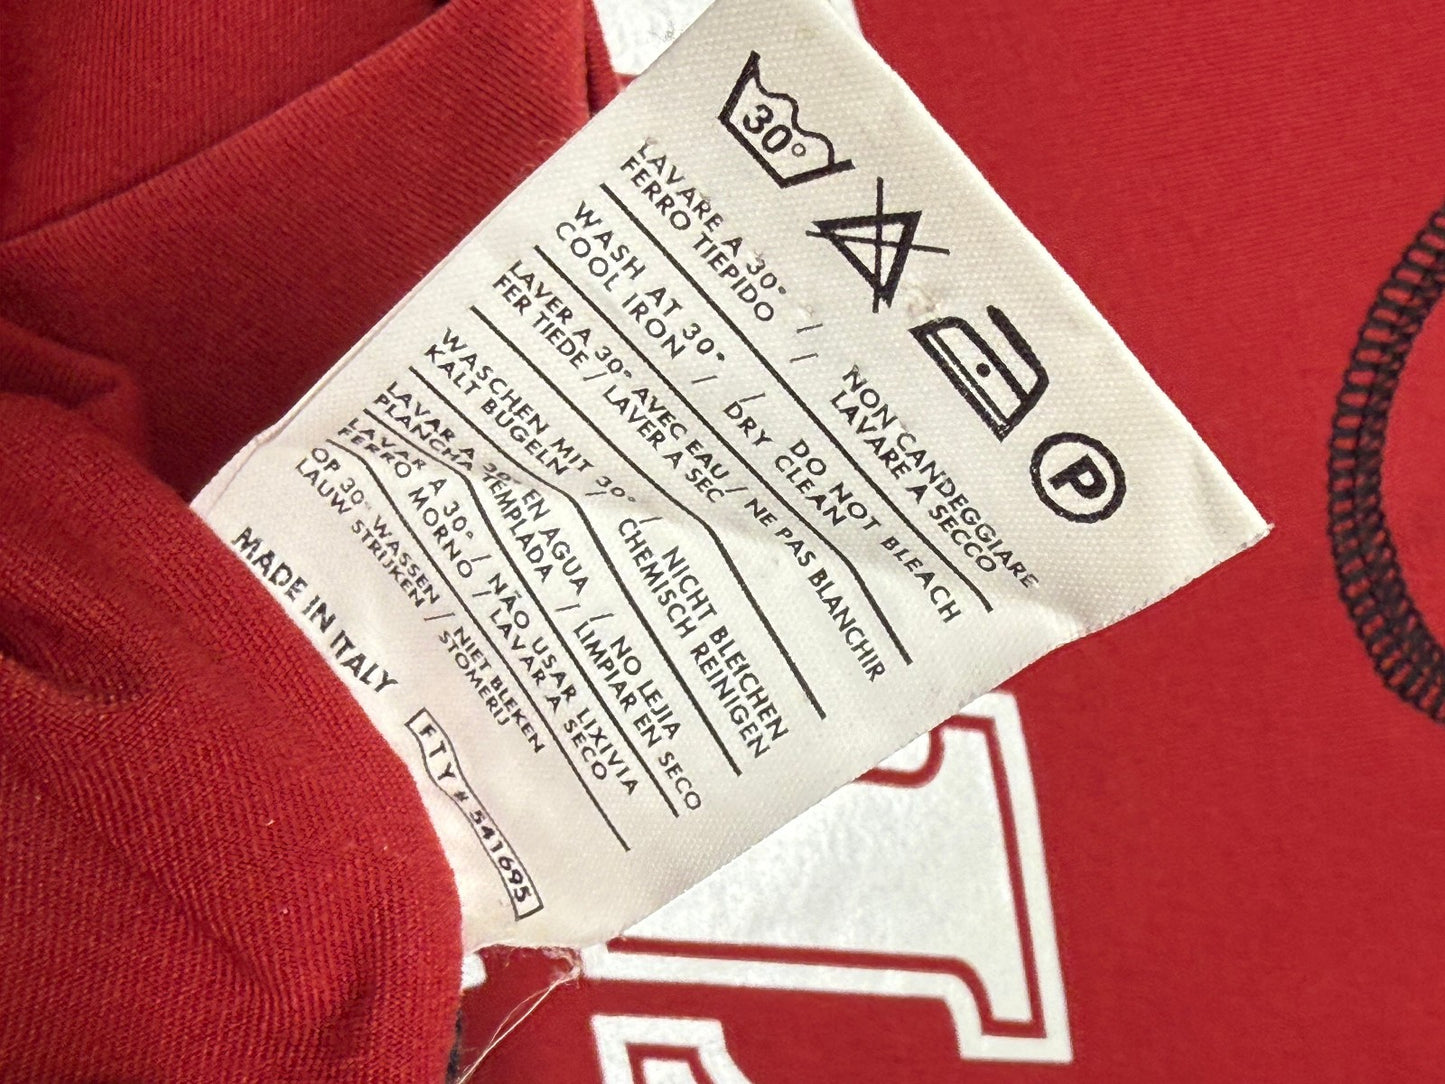 30°
P
LAVARE A 30° / NON CANDEGGIARE
FERRO TIEPIDO / LAVARE A SECCO
WASH AT 30° / DO NOT BLEACH
COOL IRON / DRY CLEAN
LAVER A 30° AVEC EAU / NE PAS BLANCHIR
FER TIEDE / LAVER A SEC
WASCHEN MIT 30° / NICHT BLEICHEN
KALT BUGELN / CHEMISCH REINIGEN
LAVAR A 30° EN AGUA / NO LEJIA
PLANCHA TEMPLADA / LIMPIAR EN SECO
LAVAR A 30° / NÃO USAR LIXIVIA
FERRO MORNO / LAVAR A SECO
OP 30° WASSEN / NIET BLEKEN
LAUW STRIJKEN / STOMERIJ
MADE IN ITALY
FTY # 541695